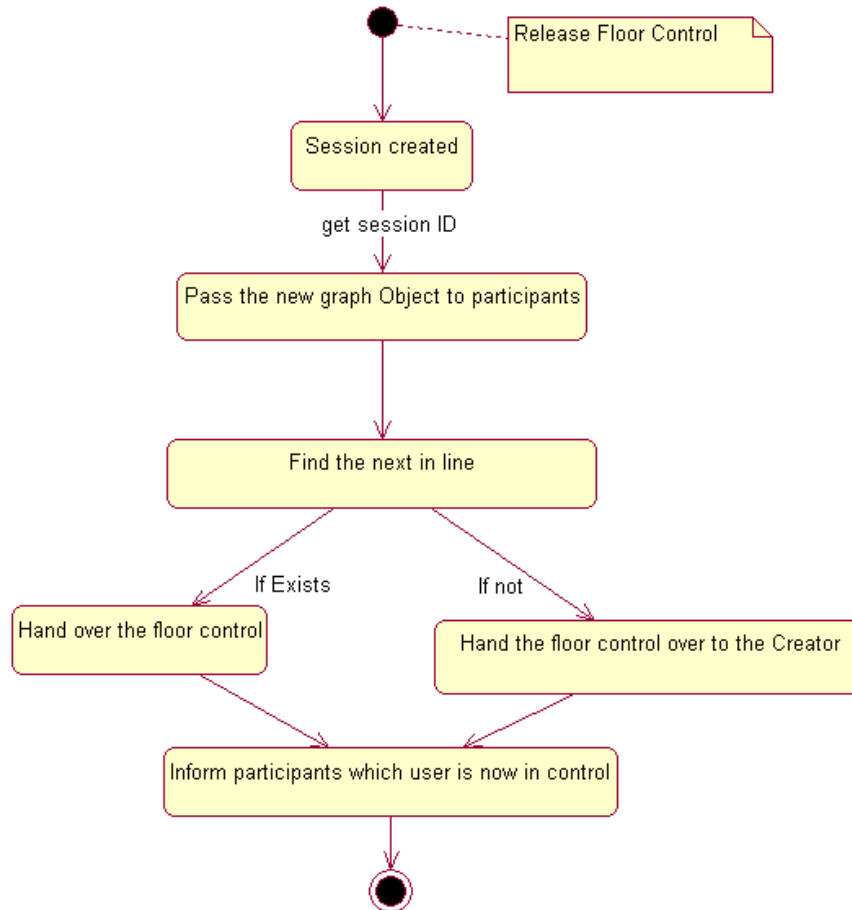 Release Floor Control
Session created
get session ID
Pass the new graph Object to participants
Find the next in line
If Exists
If not
Hand over the floor control
Hand the floor control over to the Creator
Inform participants which user is now in control